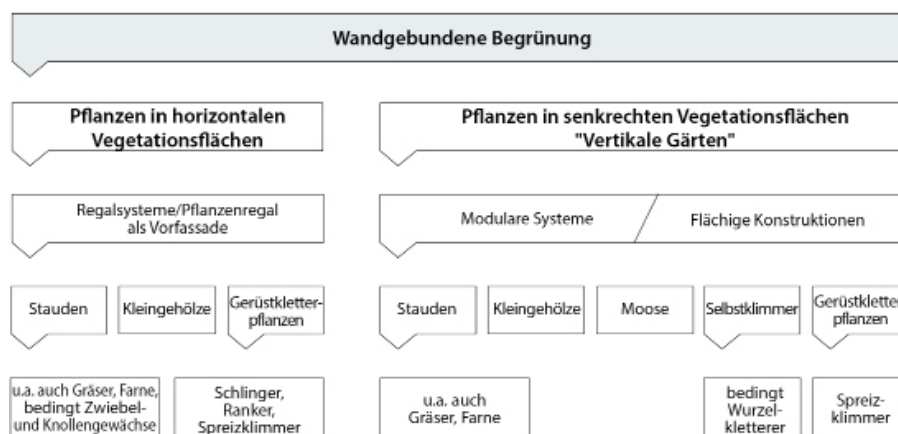 Wandgebundene Begrünung
Pflanzen in horizontalen
Vegetationsflächen
Pflanzen in senkrechten Vegetationsflächen
"Vertikale Gärten"
Regalsysteme/Pflanzenregal
als Vorfassade
Modulare Systeme
Flächige Konstruktionen
Stauden
Kleingehölze
Gerüstkletter-
pflanzen
Stauden
Kleingehölze
Moose
Selbstklimmer
Gerüstkletter
pflanzen
u.a. auch Gräser, Farne,
bedingt Zwiebel-
und Knollengewächse
Schlinger,
Ranker,
Spreizklimmer
u.a. auch
Gräser, Farne
bedingt
Wurzel-
kletterer
Spreiz-
klimmer